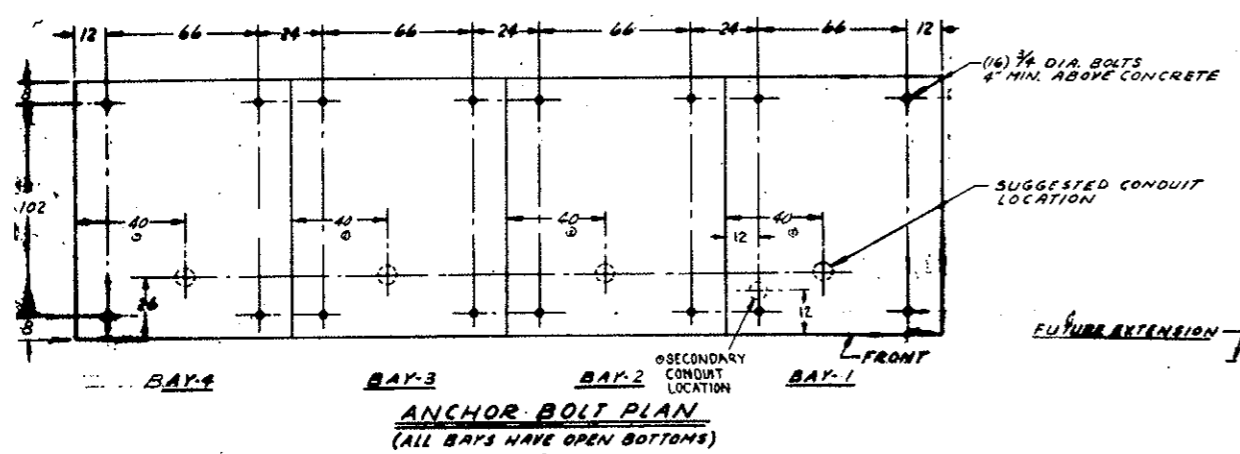 12 66 24 66 24 66 24 66 12
(16) 3/4 DIA. BOLTS
4" MIN. ABOVE CONCRETE
8
102
8
SUGGESTED CONDUIT
LOCATION
40 40 40 40
12
26
12
FUTURE EXTENSION
FRONT
SECONDARY
CONDUIT
LOCATION
BAY-4 BAY-3 BAY-2 BAY-1
ANCHOR BOLT PLAN
(ALL BAYS HAVE OPEN BOTTOMS)